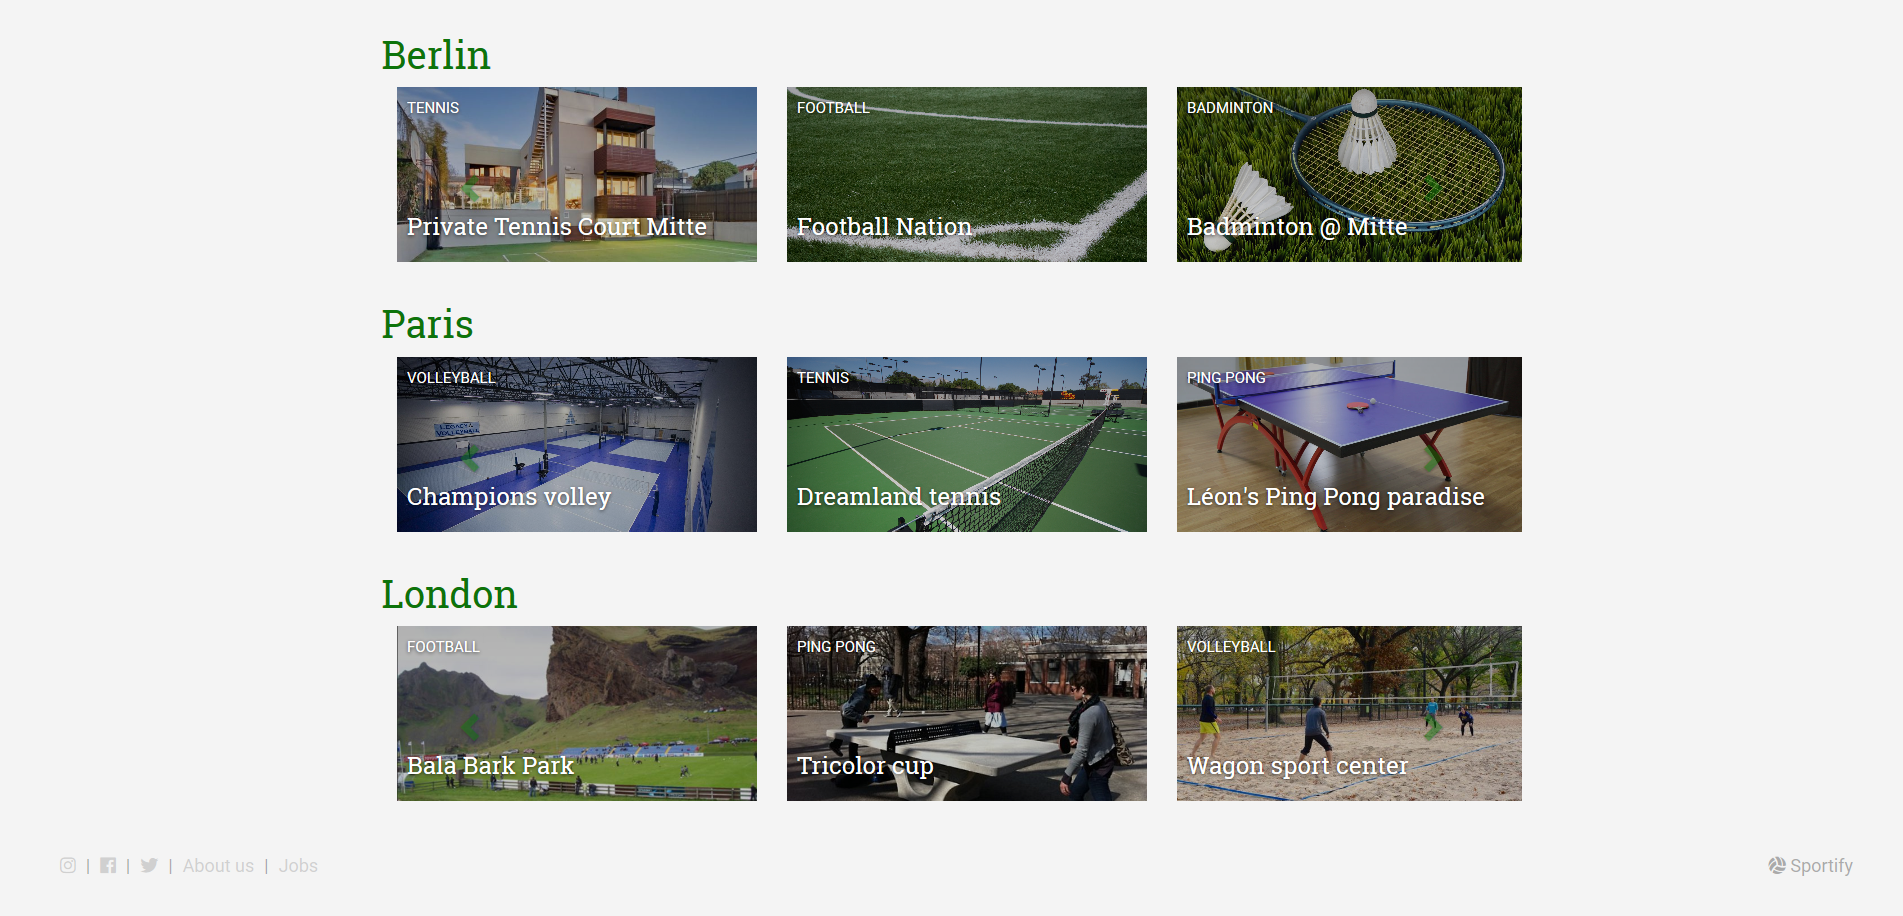 Berlin
TENNIS
Private Tennis Court Mitte
FOOTBALL
Football Nation
BADMINTON
Badminton @ Mitte
Paris
VOLLEYBALL
LEGACY
VOLLEYBALL
Champions volley
TENNIS
Dreamland tennis
PING PONG
Léon's Ping Pong paradise
London
FOOTBALL
Bala Bark Park
PING PONG
Tricolor cup
VOLLEYBALL
Wagon sport center
| | | About us | Jobs
Sportify